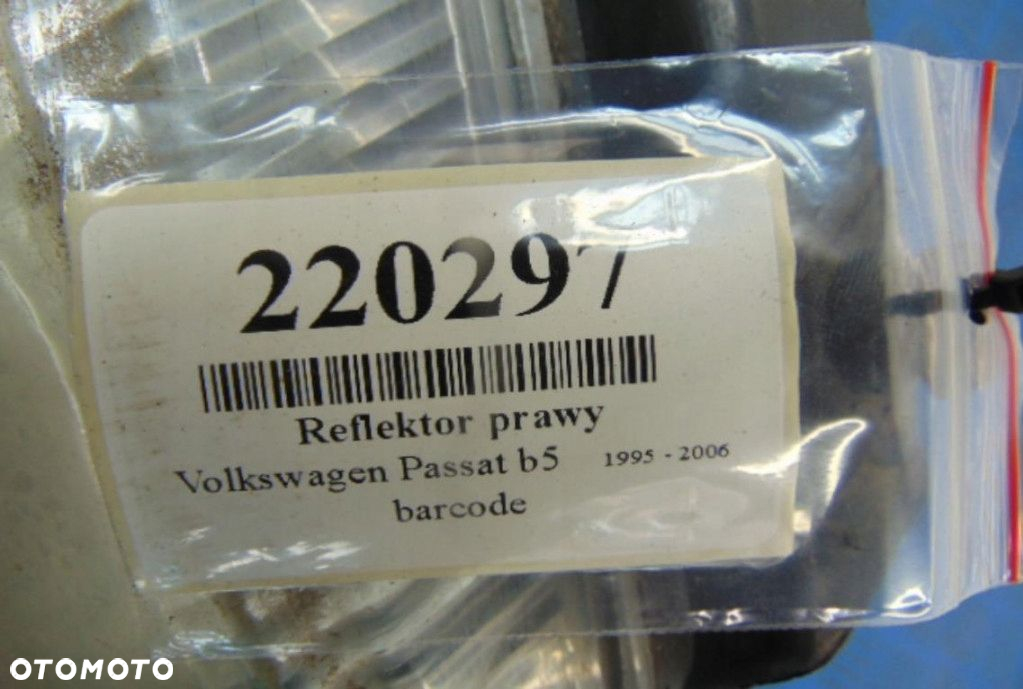 220297
Reflektor prawy
Volkswagen Passat b5 1995 - 2006
barcode
OTOMOTO